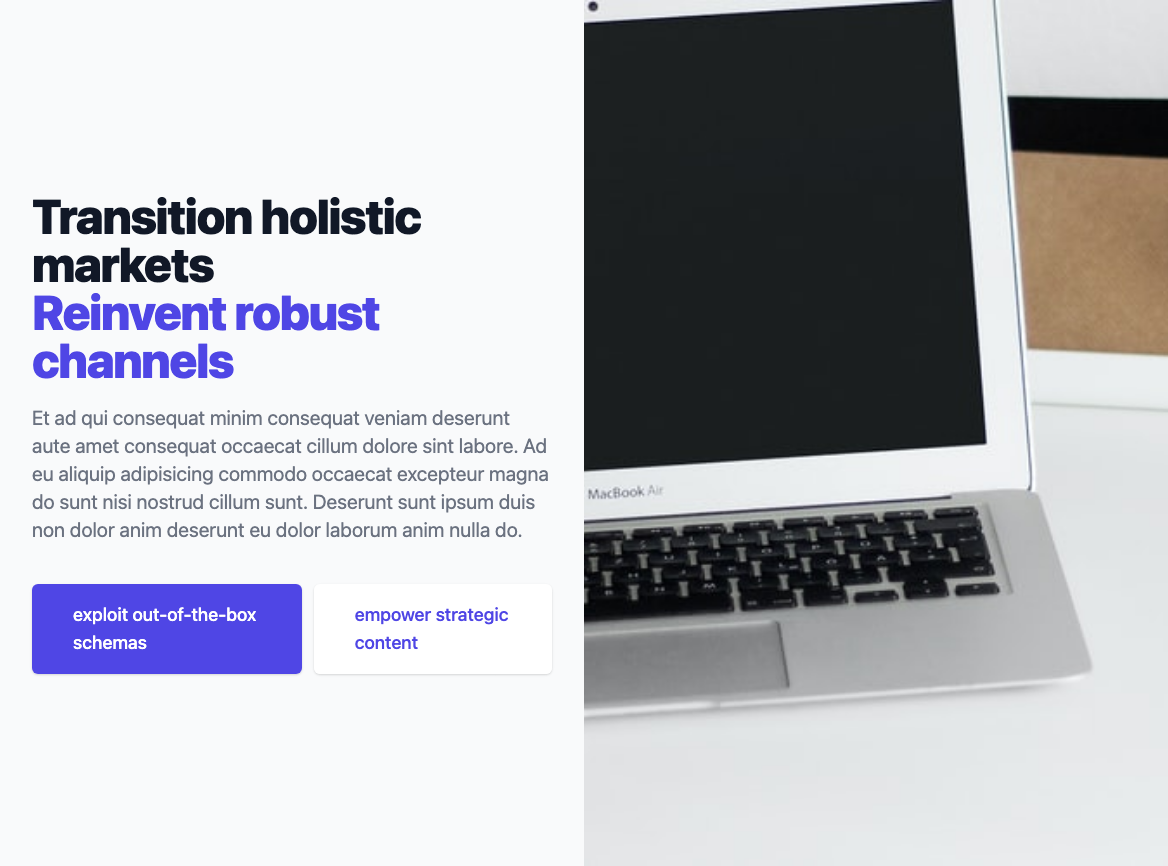 Transition holistic
markets
Reinvent robust
channels
Et ad qui consequat minim consequat veniam deserunt
aute amet consequat occaecat cillum dolore sint labore. Ad
eu aliquip adipisicing commodo occaecat excepteur magna
do sunt nisi nostrud cillum sunt. Deserunt sunt ipsum duis
non dolor anim deserunt eu dolor laborum anim nulla do.
exploit out-of-the-box
schemas
empower strategic
content
MacBook Air